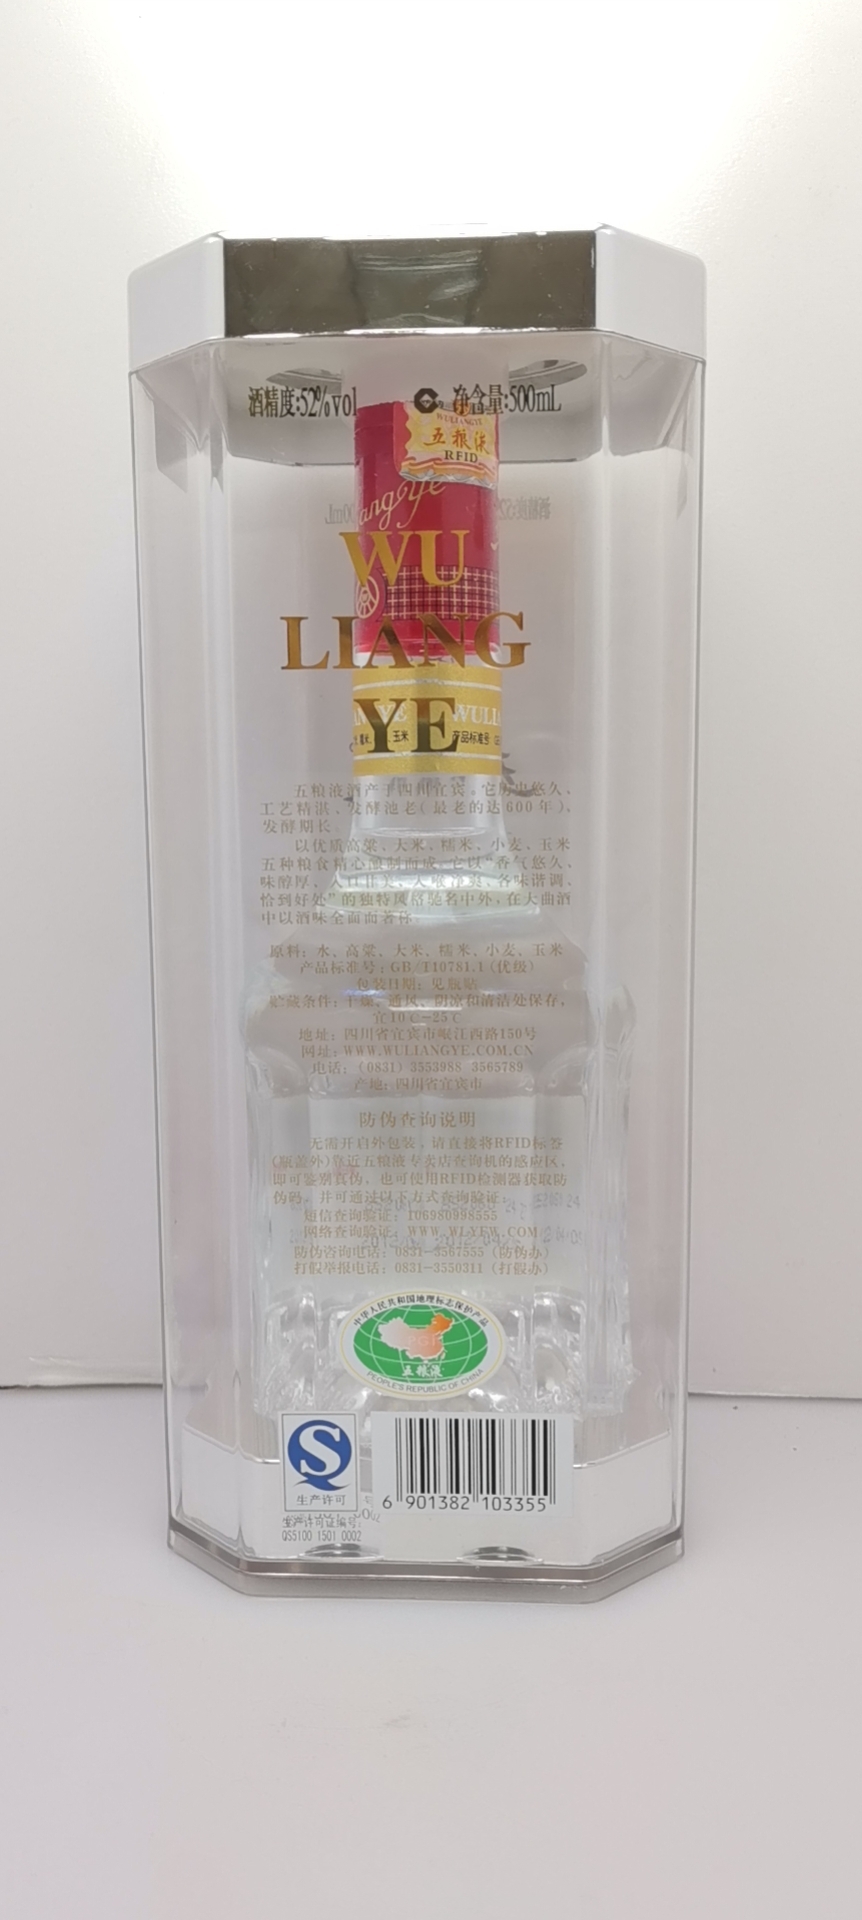 酒精度:52%vol 净含量:500mL
WULIANGYE
五粮液
RFID
angye
WU
LIANG
YE
WULI
玉米 产品标准号
五粮液酒产于四川宜宾。它历史悠久、
工艺精湛、发酵池老(最老的达600年)、
发酵期长。
以优质高粱、大米、糯米、小麦、玉米
五种粮食精心酿制而成。它以“香气悠久、
味醇厚、入口甘美、入喉净爽、各味谐调、
恰到好处”的独特风格驰名中外,在大曲酒
中以酒味全面而著称。
原料: 水、高粱、大米、糯米、小麦、玉米
产品标准号: GB/T10781.1(优级)
包装日期: 见瓶贴
贮藏条件: 干燥、通风、阴凉和清洁处保存,
宜10℃-25℃
地址: 四川省宜宾市岷江西路150号
网址: WWW.WULIANGYE.COM.CN
电话: (0831) 3553988 3565789
产地: 四川省宜宾市
防伪查询说明
无需开启外包装,请直接将RFID标签
(瓶盖外)靠近五粮液专卖店查询机的感应区,
即可鉴别真伪,也可使用RFID检测器获取防
伪码,并可通过以下方式查询验证:
短信查询验证: 106980998555
网络查询验证: WWW.WLYFW.COM
防伪咨询电话: 0831-3567555 (防伪办)
打假举报电话: 0831-3550311 (打假办)
中华人民共和国地理标志保护产品
PGI
五粮液
PEOPLE'S REPUBLIC OF CHINA
生产许可
6 901382 103355
生产许可证编号:
QS5100 1501 0002